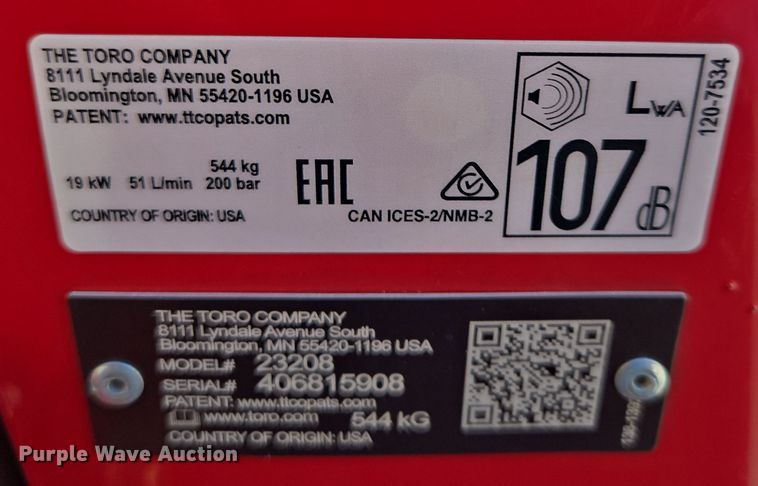 THE TORO COMPANY
8111 Lyndale Avenue South
Bloomington, MN 55420-1196 USA
PATENT: www.ttcopats.com
544 kg
19 kW 51 L/min 200 bar
COUNTRY OF ORIGIN: USA
EAC
CAN ICES-2/NMB-2
LWA
107 dB
120-7534
THE TORO COMPANY
8111 Lyndale Avenue South
Bloomington, MN 55420-1196 USA
MODEL# 23208
SERIAL# 406815908
PATENT: www.ttcopats.com
www.toro.com 544 kG
COUNTRY OF ORIGIN: USA
Purple Wave Auction